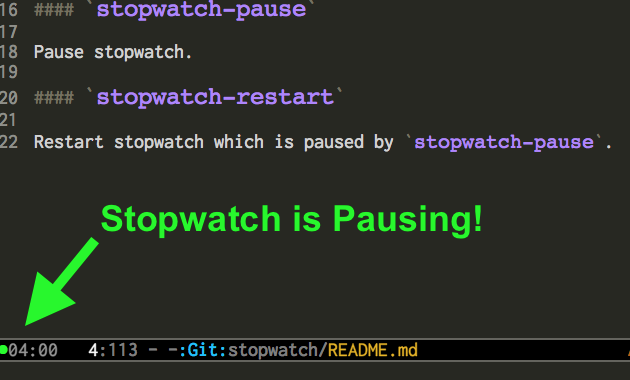 16 #### `stopwatch-pause`
17
18 Pause stopwatch.
19
20 #### `stopwatch-restart`
21
22 Restart stopwatch which is paused by `stopwatch-pause`.
Stopwatch is Pausing!
04:00 4:113 - -:Git:stopwatch/README.md